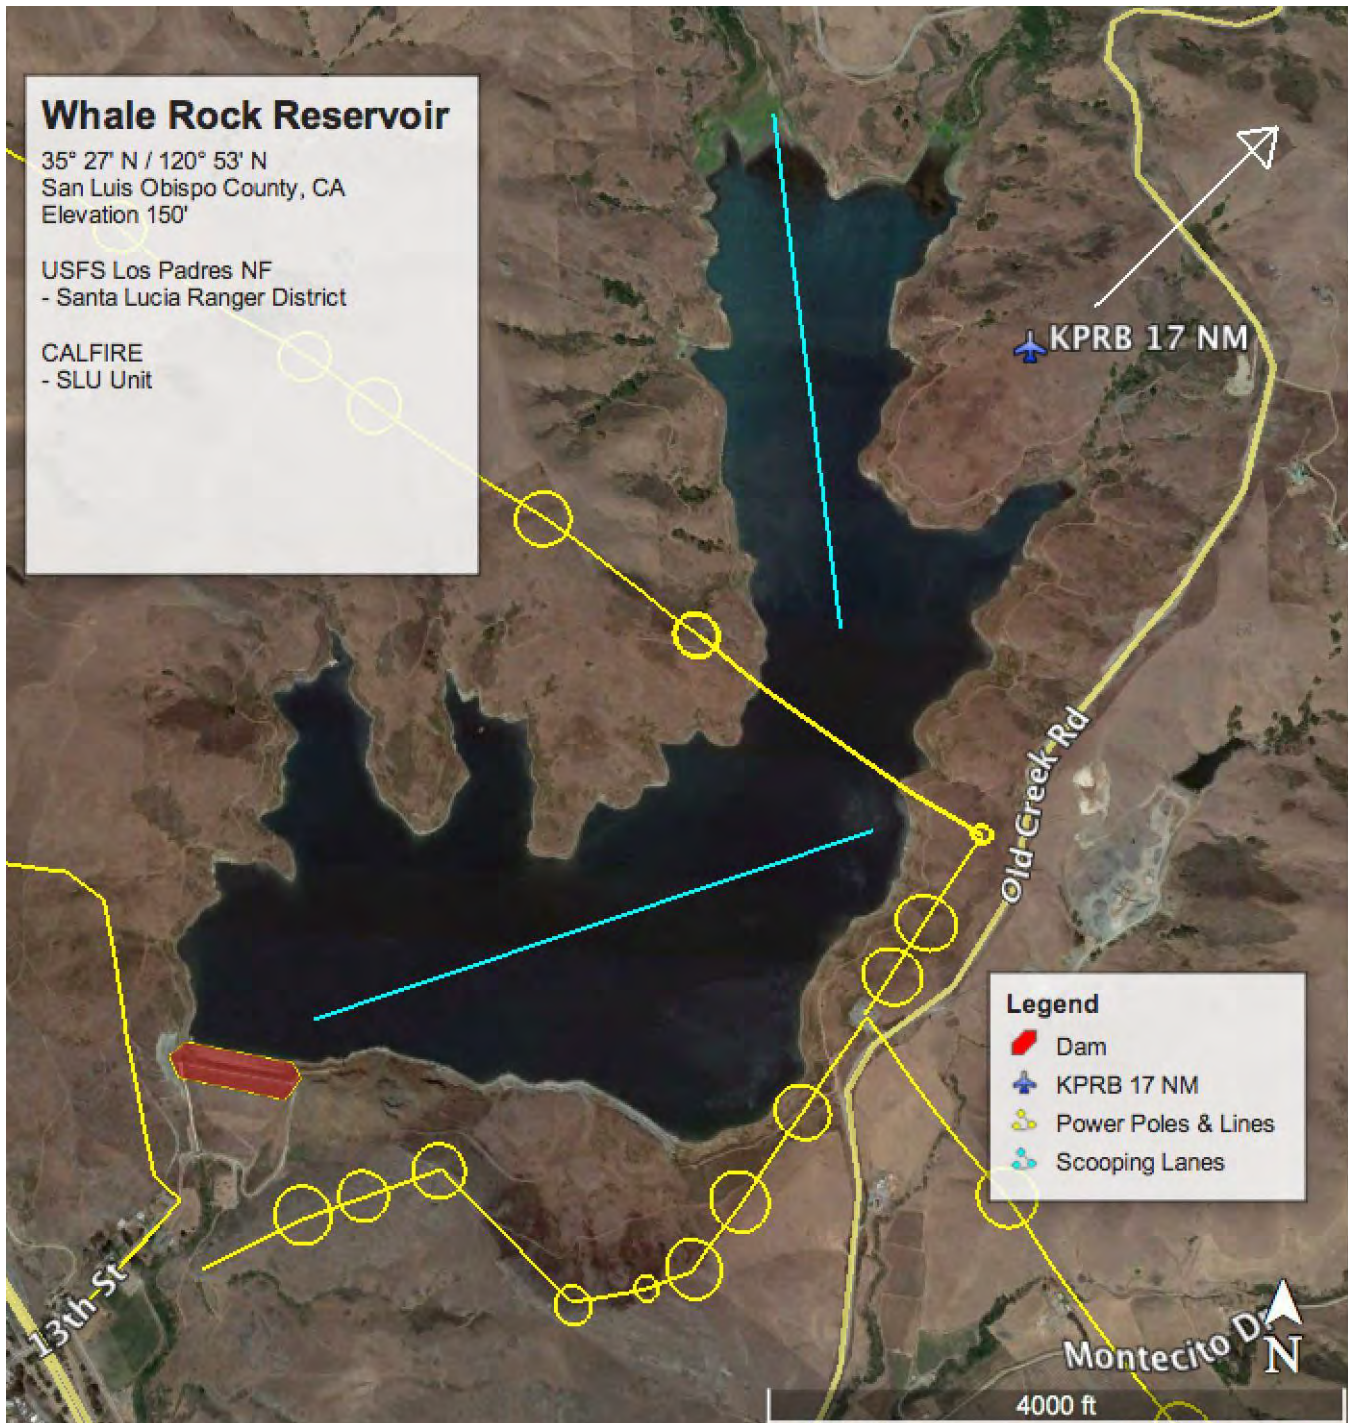 Whale Rock Reservoir
35° 27' N / 120° 53' N
San Luis Obispo County, CA
Elevation 150'
USFS Los Padres NF
- Santa Lucia Ranger District
CALFIRE
- SLU Unit
KPRB 17 NM
Old Creek Rd
Legend
Dam
KPRB 17 NM
Power Poles & Lines
Scooping Lanes
13th St
Montecito Dr
N
4000 ft